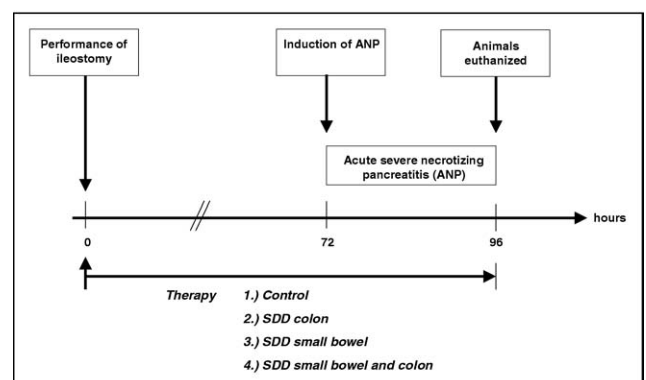 Performance of
ileostomy
Induction of ANP
Animals
euthanized
Acute severe necrotizing
pancreatitis (ANP)
hours
0
72
96
Therapy 1.) Control
2.) SDD colon
3.) SDD small bowel
4.) SDD small bowel and colon